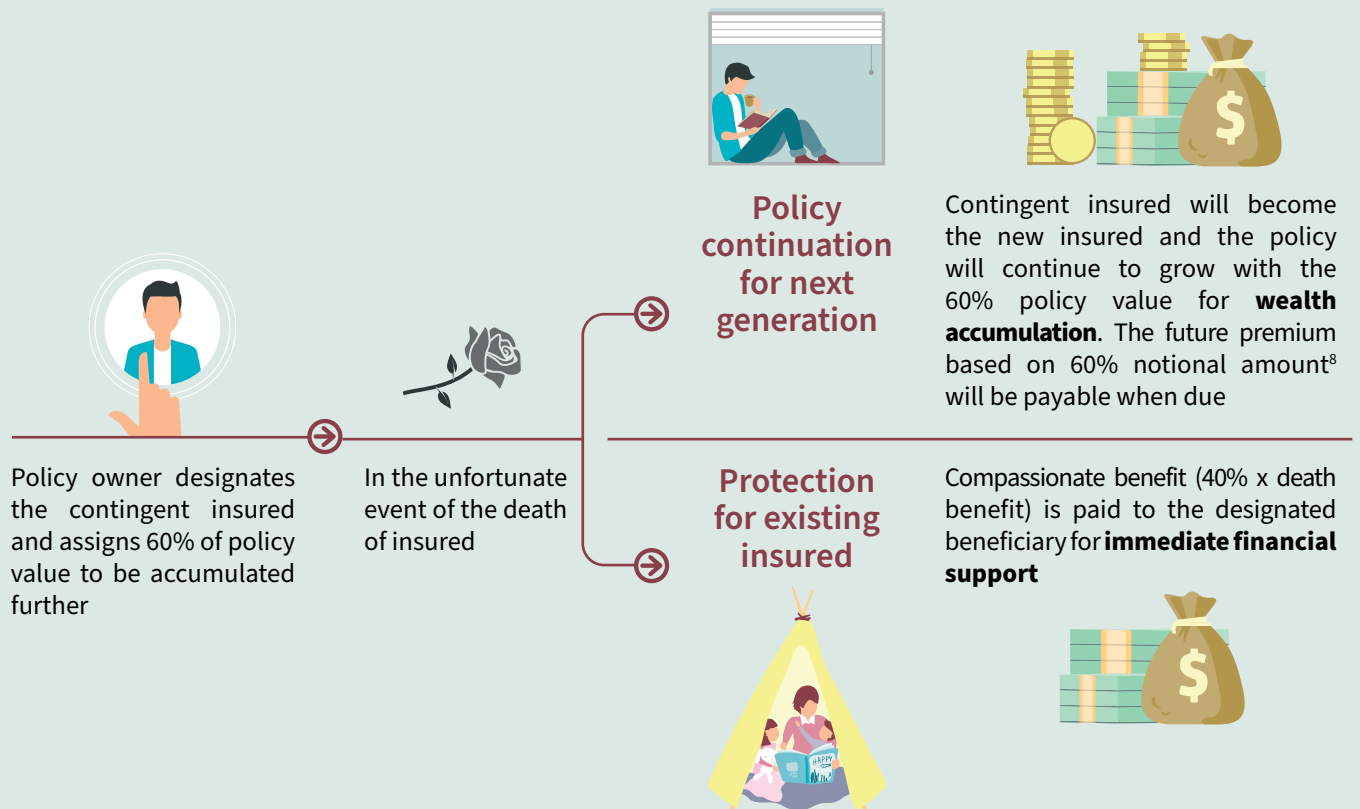 Policy owner designates
the contingent insured
and assigns 60% of policy
value to be accumulated
further
In the unfortunate
event of the death
of insured
Policy
continuation
for next
generation
Contingent insured will become
the new insured and the policy
will continue to grow with the
60% policy value for wealth
accumulation. The future premium
based on 60% notional amount⁸
will be payable when due
$
Protection
for existing
insured
Compassionate benefit (40% x death
benefit) is paid to the designated
beneficiary for immediate financial
support
$
HAPPY